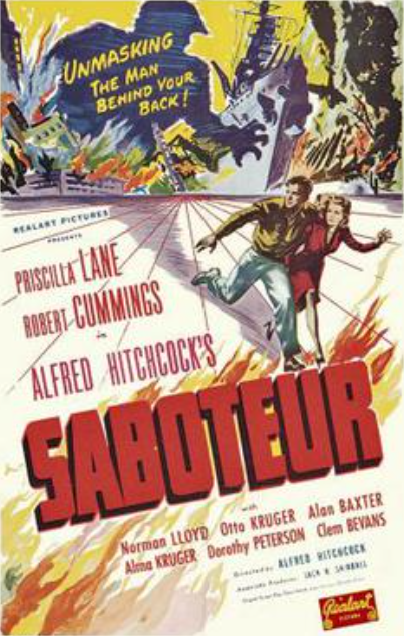 UNMASKING
THE MAN
BEHIND YOUR
BACK!
REALART PICTURES
PRESENTS
PRISCILLA LANE
ROBERT CUMMINGS
in
ALFRED HITCHCOCK'S
SABOTEUR
with
Norman LLOYD Otto KRUGER Alan BAXTER
Alma KRUGER Dorothy PETERSON Clem BEVANS
Directed by ALFRED HITCHCOCK
Associate Producer JACK H. SKIRBALL
Realart
PICTURE